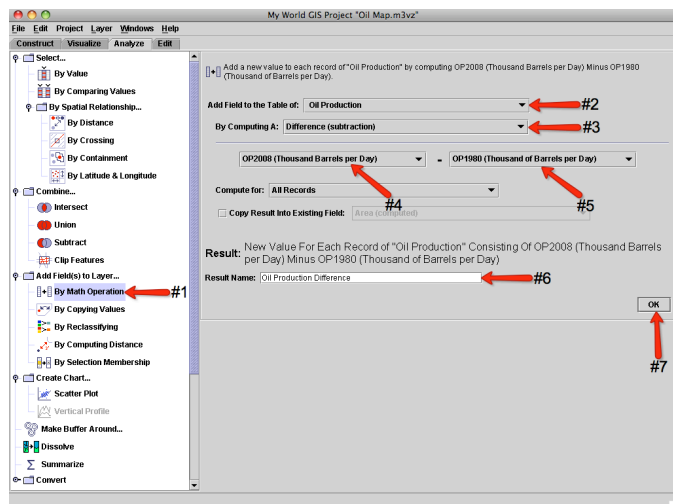 My World GIS Project "Oil Map.m3vz"
File Edit Project Layer Windows Help
Construct Visualize Analyze Edit
Select...
By Value
By Comparing Values
By Spatial Relationship...
By Distance
By Crossing
By Containment
By Latitude & Longitude
Combine...
Intersect
Union
Subtract
Clip Features
Add Field(s) to Layer...
By Math Operation #1
By Copying Values
By Reclassifying
By Computing Distance
By Selection Membership
Create Chart...
Scatter Plot
Vertical Profile
Make Buffer Around...
Dissolve
Summarize
Convert
Add a new value to each record of "Oil Production" by computing OP2008 (Thousand Barrels per Day) Minus OP1980
(Thousand of Barrels per Day).
Add Field to the Table of: Oil Production #2
By Computing A: Difference (subtraction) #3
OP2008 (Thousand Barrels per Day) - OP1980 (Thousand of Barrels per Day)
#4 #5
Compute for: All Records
Copy Result Into Existing Field: Area (computed)
Result: New Value For Each Record of "Oil Production" Consisting Of OP2008 (Thousand Barrels
per Day) Minus OP1980 (Thousand of Barrels per Day)
Result Name: Oil Production Difference #6
OK
#7